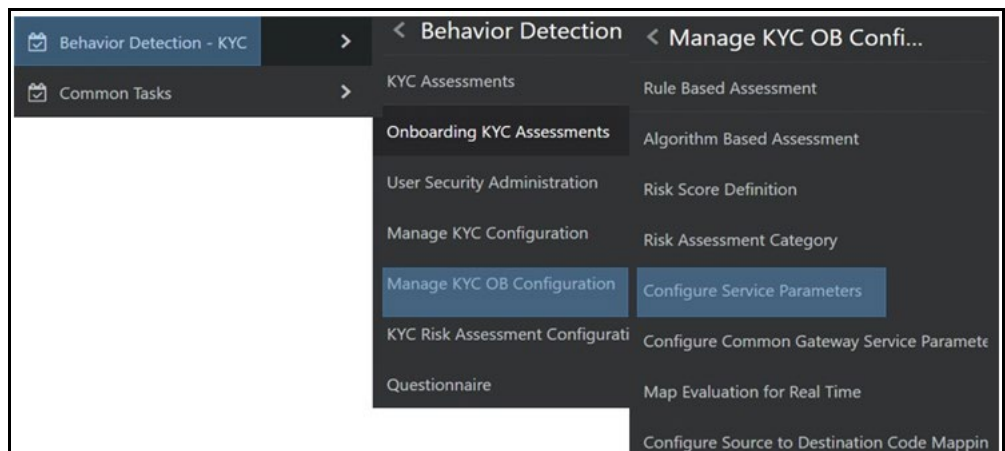 Behavior Detection - KYC >
Common Tasks >
< Behavior Detection
KYC Assessments
Onboarding KYC Assessments
User Security Administration
Manage KYC Configuration
Manage KYC OB Configuration
KYC Risk Assessment Configurati
Questionnaire
< Manage KYC OB Confi...
Rule Based Assessment
Algorithm Based Assessment
Risk Score Definition
Risk Assessment Category
Configure Service Parameters
Configure Common Gateway Service Paramete
Map Evaluation for Real Time
Configure Source to Destination Code Mappin